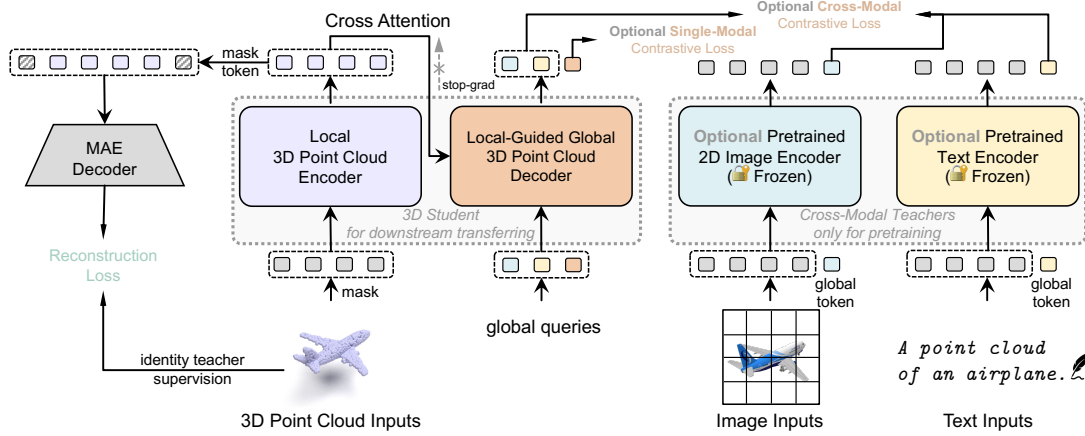 Cross Attention
Optional Cross-Modal
Contrastive Loss
Optional Single-Modal
Contrastive Loss
mask
token
stop-grad
MAE
Decoder
Local
3D Point Cloud
Encoder
Local-Guided Global
3D Point Cloud
Decoder
Optional Pretrained
2D Image Encoder
(🔐 Frozen)
Optional Pretrained
Text Encoder
(🔐 Frozen)
3D Student
for downstream transferring
Cross-Modal Teachers
only for pretraining
Reconstruction
Loss
mask
global queries
global
token
global
token
identity teacher
supervision
A point cloud
of an airplane.
3D Point Cloud Inputs
Image Inputs
Text Inputs